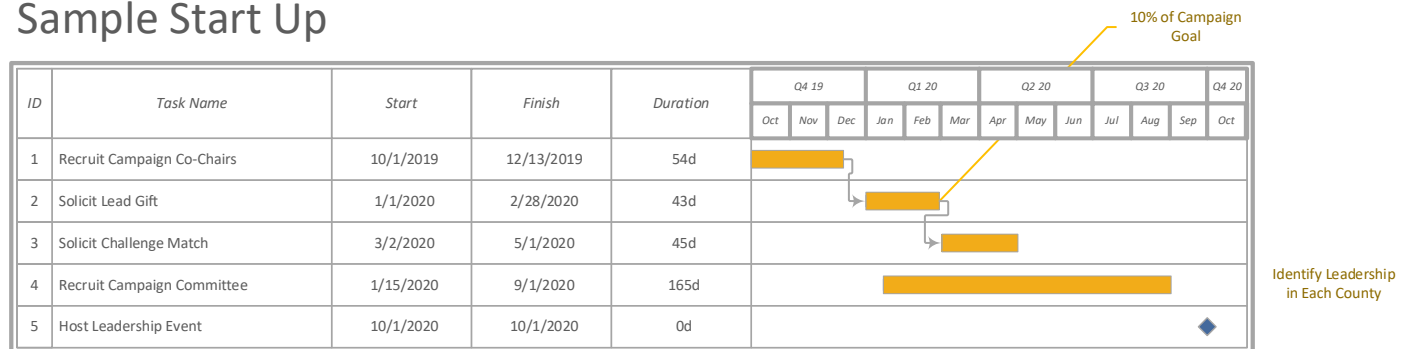 Sample Start Up
10% of Campaign
Goal
ID Task Name Start Finish Duration Q4 19 Q1 20 Q2 20 Q3 20 Q4 20
Oct Nov Dec Jan Feb Mar Apr May Jun Jul Aug Sep Oct
1 Recruit Campaign Co-Chairs 10/1/2019 12/13/2019 54d
2 Solicit Lead Gift 1/1/2020 2/28/2020 43d
3 Solicit Challenge Match 3/2/2020 5/1/2020 45d
4 Recruit Campaign Committee 1/15/2020 9/1/2020 165d
Identify Leadership
in Each County
5 Host Leadership Event 10/1/2020 10/1/2020 0d